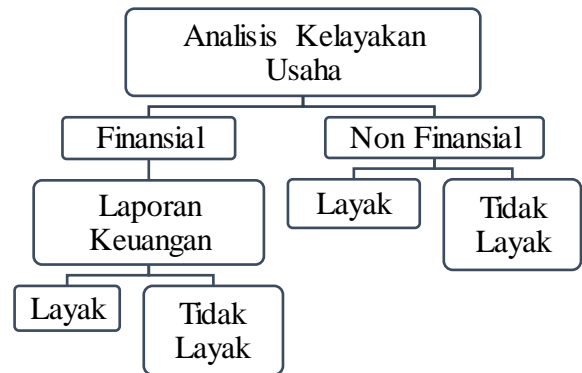 Analisis Kelayakan
Usaha
Finansial
Non Finansial
Laporan
Keuangan
Layak
Tidak
Layak
Layak
Tidak
Layak